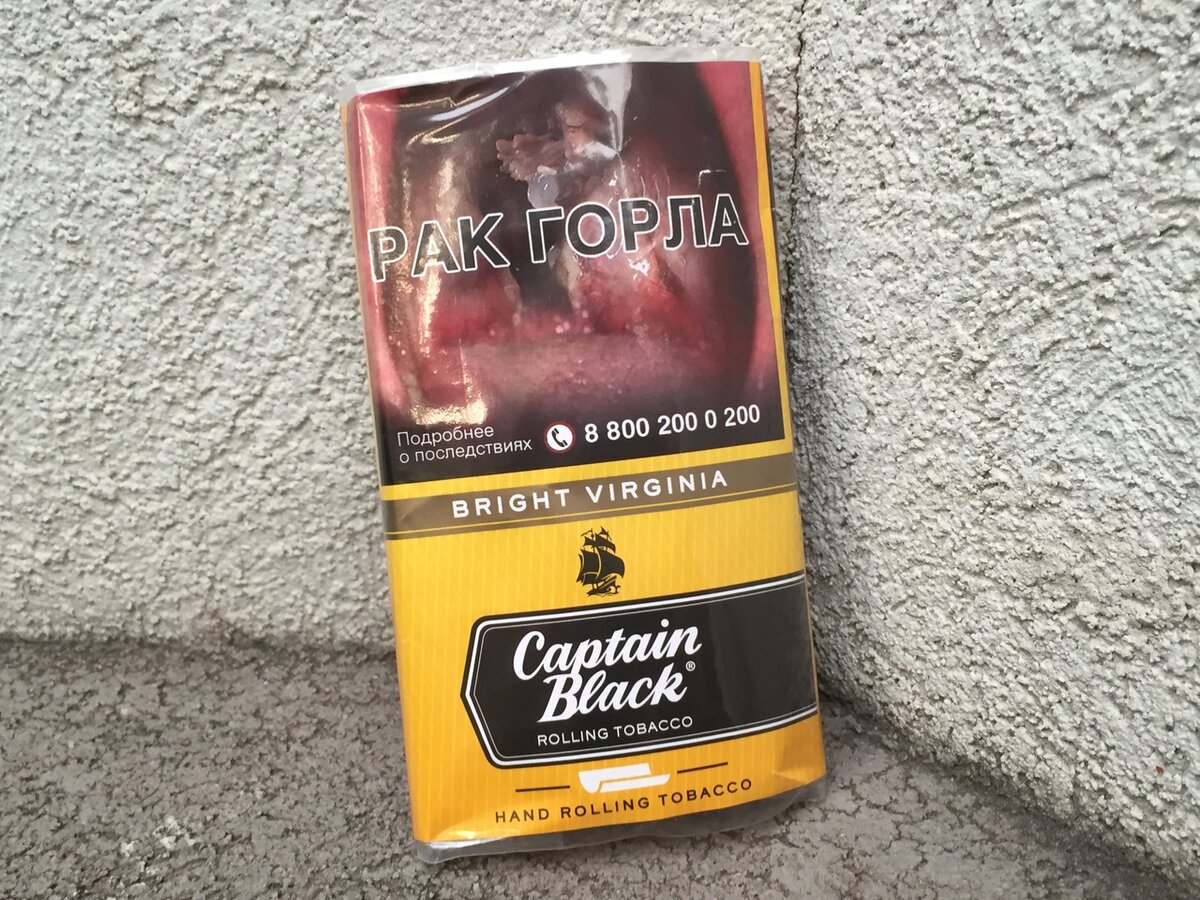 РАК ГОРЛА
Подробнее
о последствиях
8 800 200 0 200
BRIGHT VIRGINIA
Captain
Black®
ROLLING TOBACCO
HAND ROLLING TOBACCO